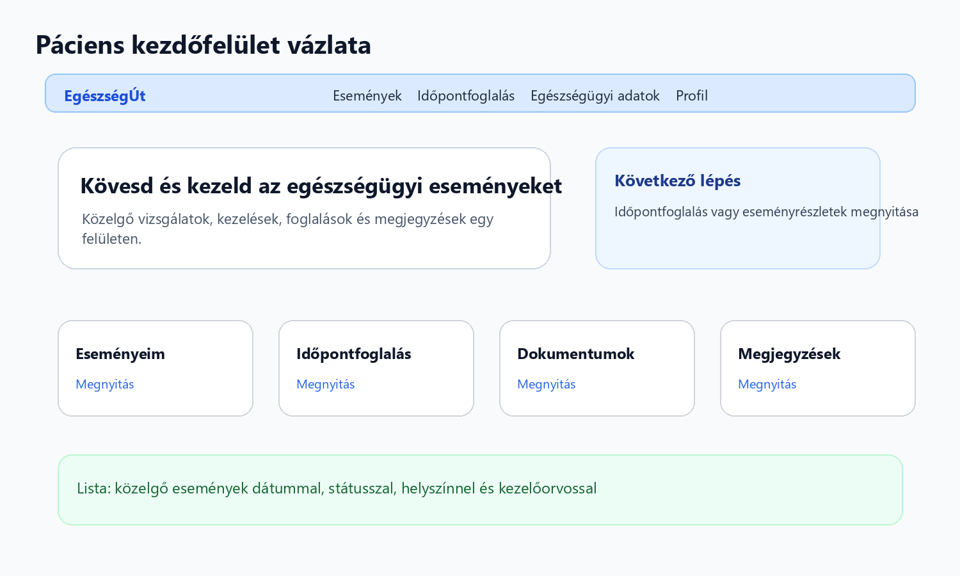 Páciens kezdőfelület vázlata
EgészségÚt
Események Időpontfoglalás Egészségügyi adatok Profil
Kövesd és kezeld az egészségügyi eseményeket
Közelgő vizsgálatok, kezelések, foglalások és megjegyzések egy
felületen.
Következő lépés
Időpontfoglalás vagy eseményrészletek megnyitása
Eseményeim
Megnyitás
Időpontfoglalás
Megnyitás
Dokumentumok
Megnyitás
Megjegyzések
Megnyitás
Lista: közelgő események dátummal, státusszal, helyszínnel és kezelőorvossal